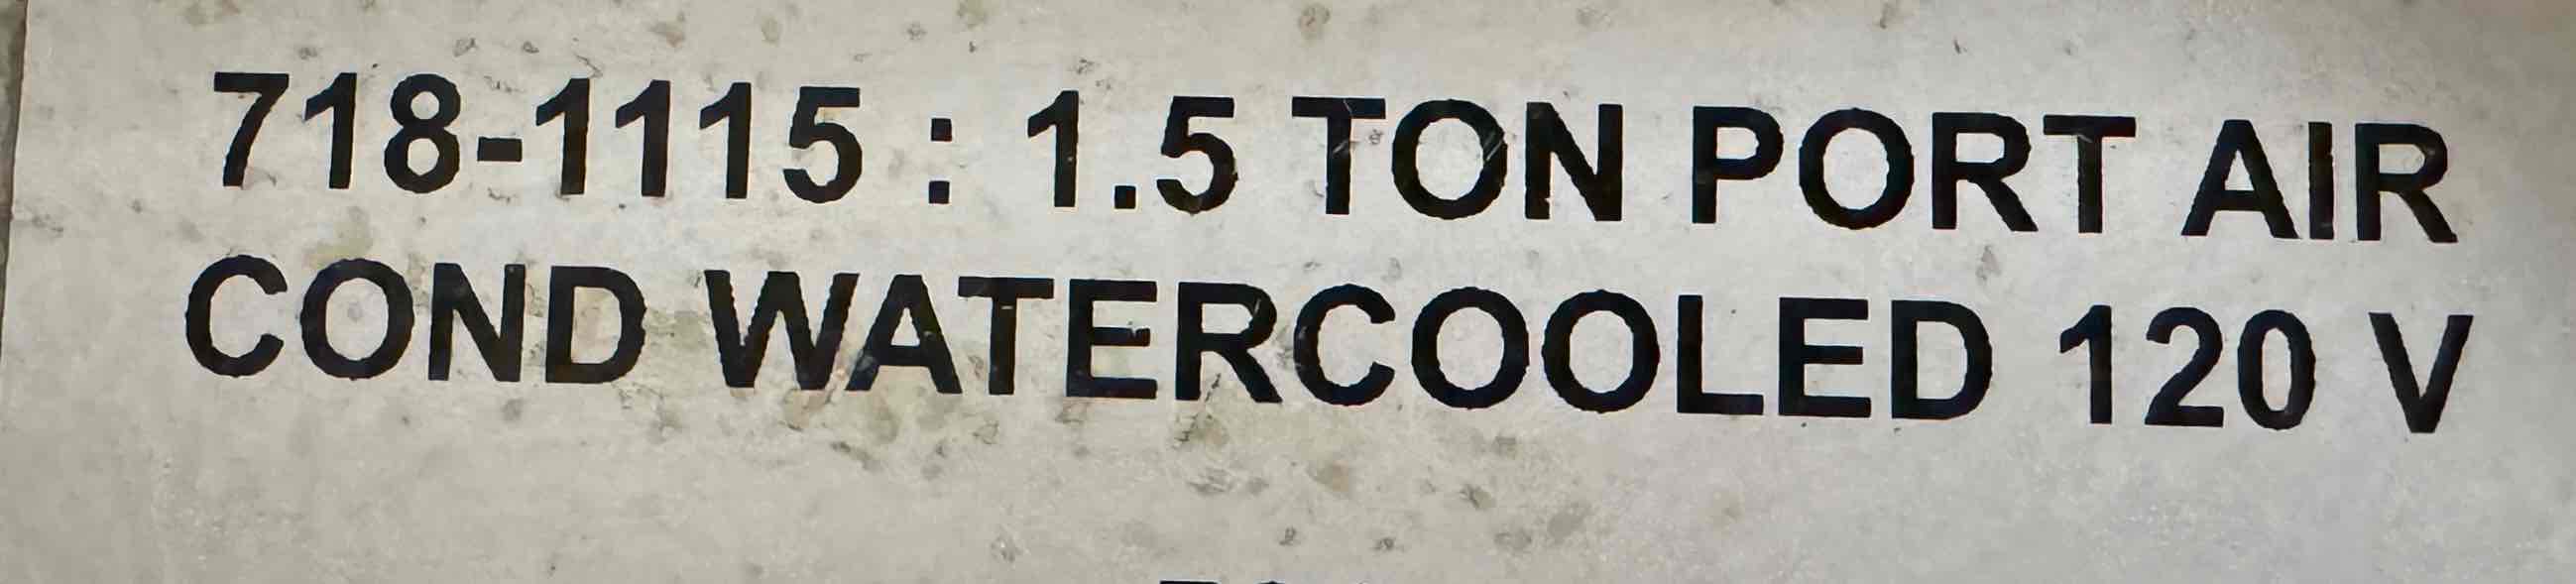 718-1115 : 1.5 TON PORT AIR
COND WATERCOOLED 120 V